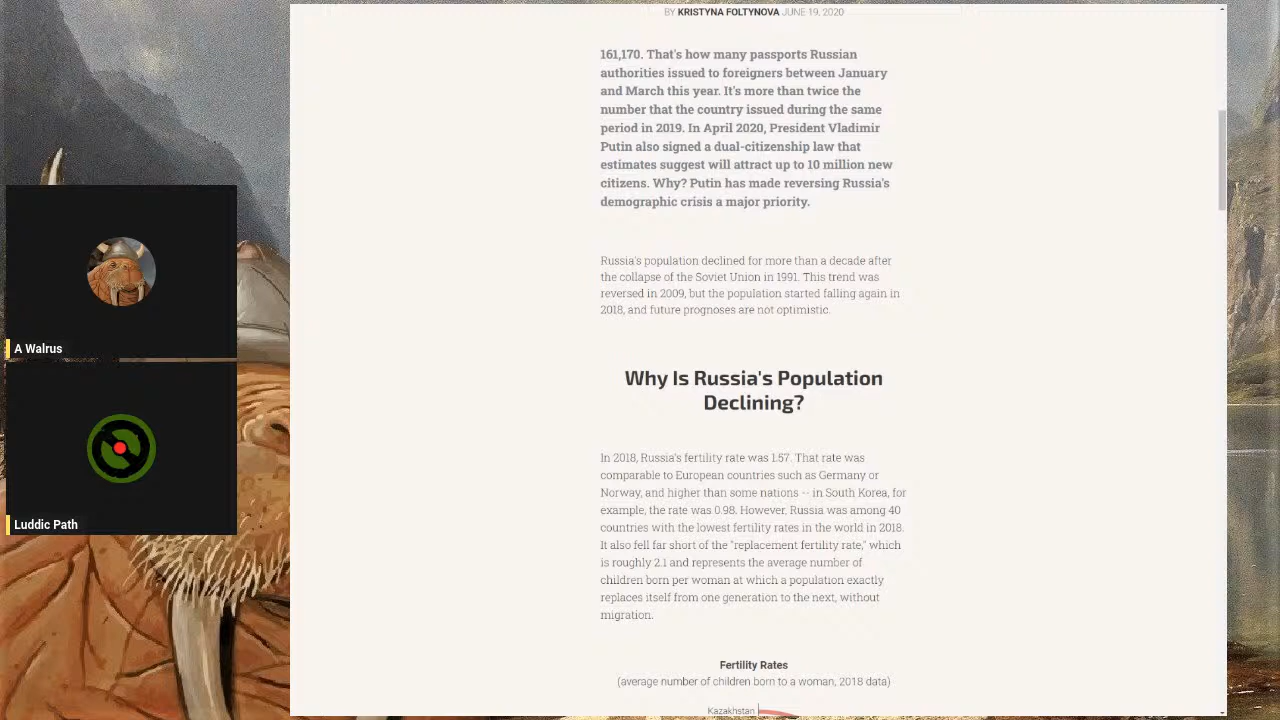 BY KRISTYNA FOLTYNOVA JUNE 19, 2020
161,170. That's how many passports Russian
authorities issued to foreigners between January
and March this year. It's more than twice the
number that the country issued during the same
period in 2019. In April 2020, President Vladimir
Putin also signed a dual-citizenship law that
estimates suggest will attract up to 10 million new
citizens. Why? Putin has made reversing Russia's
demographic crisis a major priority.
Russia's population declined for more than a decade after
the collapse of the Soviet Union in 1991. This trend was
reversed in 2009, but the population started falling again in
2018, and future prognoses are not optimistic.
A Walrus
Why Is Russia's Population
Declining?
In 2018, Russia's fertility rate was 1.57. That rate was
comparable to European countries such as Germany or
Norway, and higher than some nations -- in South Korea, for
example, the rate was 0.98. However, Russia was among 40
countries with the lowest fertility rates in the world in 2018.
It also fell far short of the "replacement fertility rate," which
is roughly 2.1 and represents the average number of
children born per woman at which a population exactly
replaces itself from one generation to the next, without
migration.
Luddic Path
Fertility Rates
(average number of children born to a woman, 2018 data)
Kazakhstan